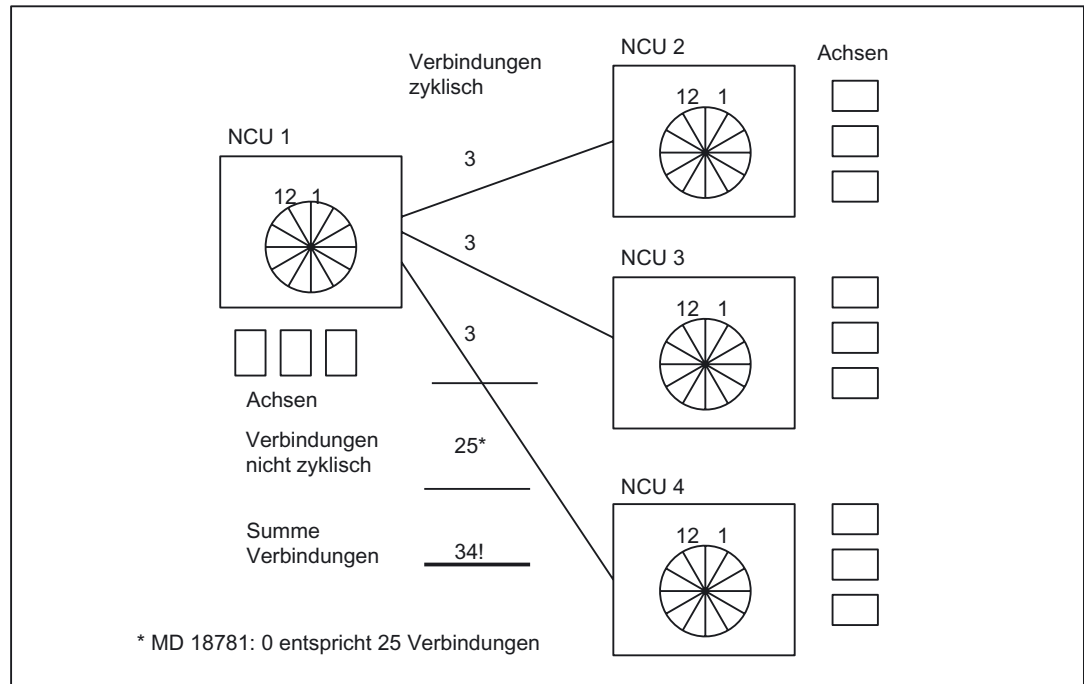 Verbindungen
zyklisch
NCU 2
Achsen
12 1
NCU 1
3
12 1
3
NCU 3
12 1
3
Achsen
Verbindungen
nicht zyklisch
25*
NCU 4
12 1
Summe
Verbindungen
34!
* MD 18781: 0 entspricht 25 Verbindungen